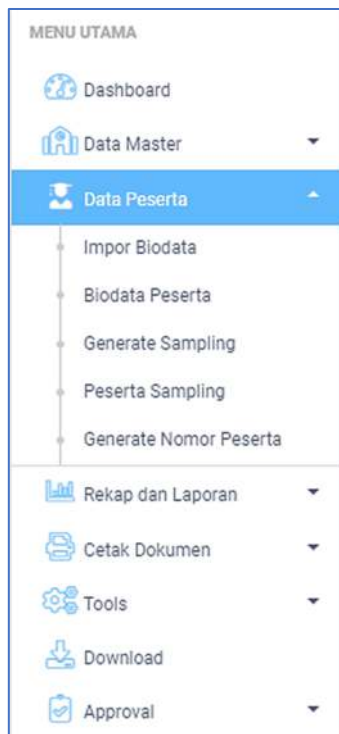 MENU UTAMA
Dashboard
Data Master
Data Peserta
Impor Biodata
Biodata Peserta
Generate Sampling
Peserta Sampling
Generate Nomor Peserta
Rekap dan Laporan
Cetak Dokumen
Tools
Download
Approval